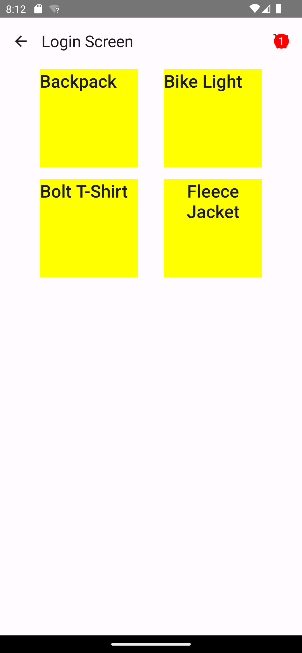 8:12
Login Screen
1
Backpack
Bike Light
Bolt T-Shirt
Fleece
Jacket